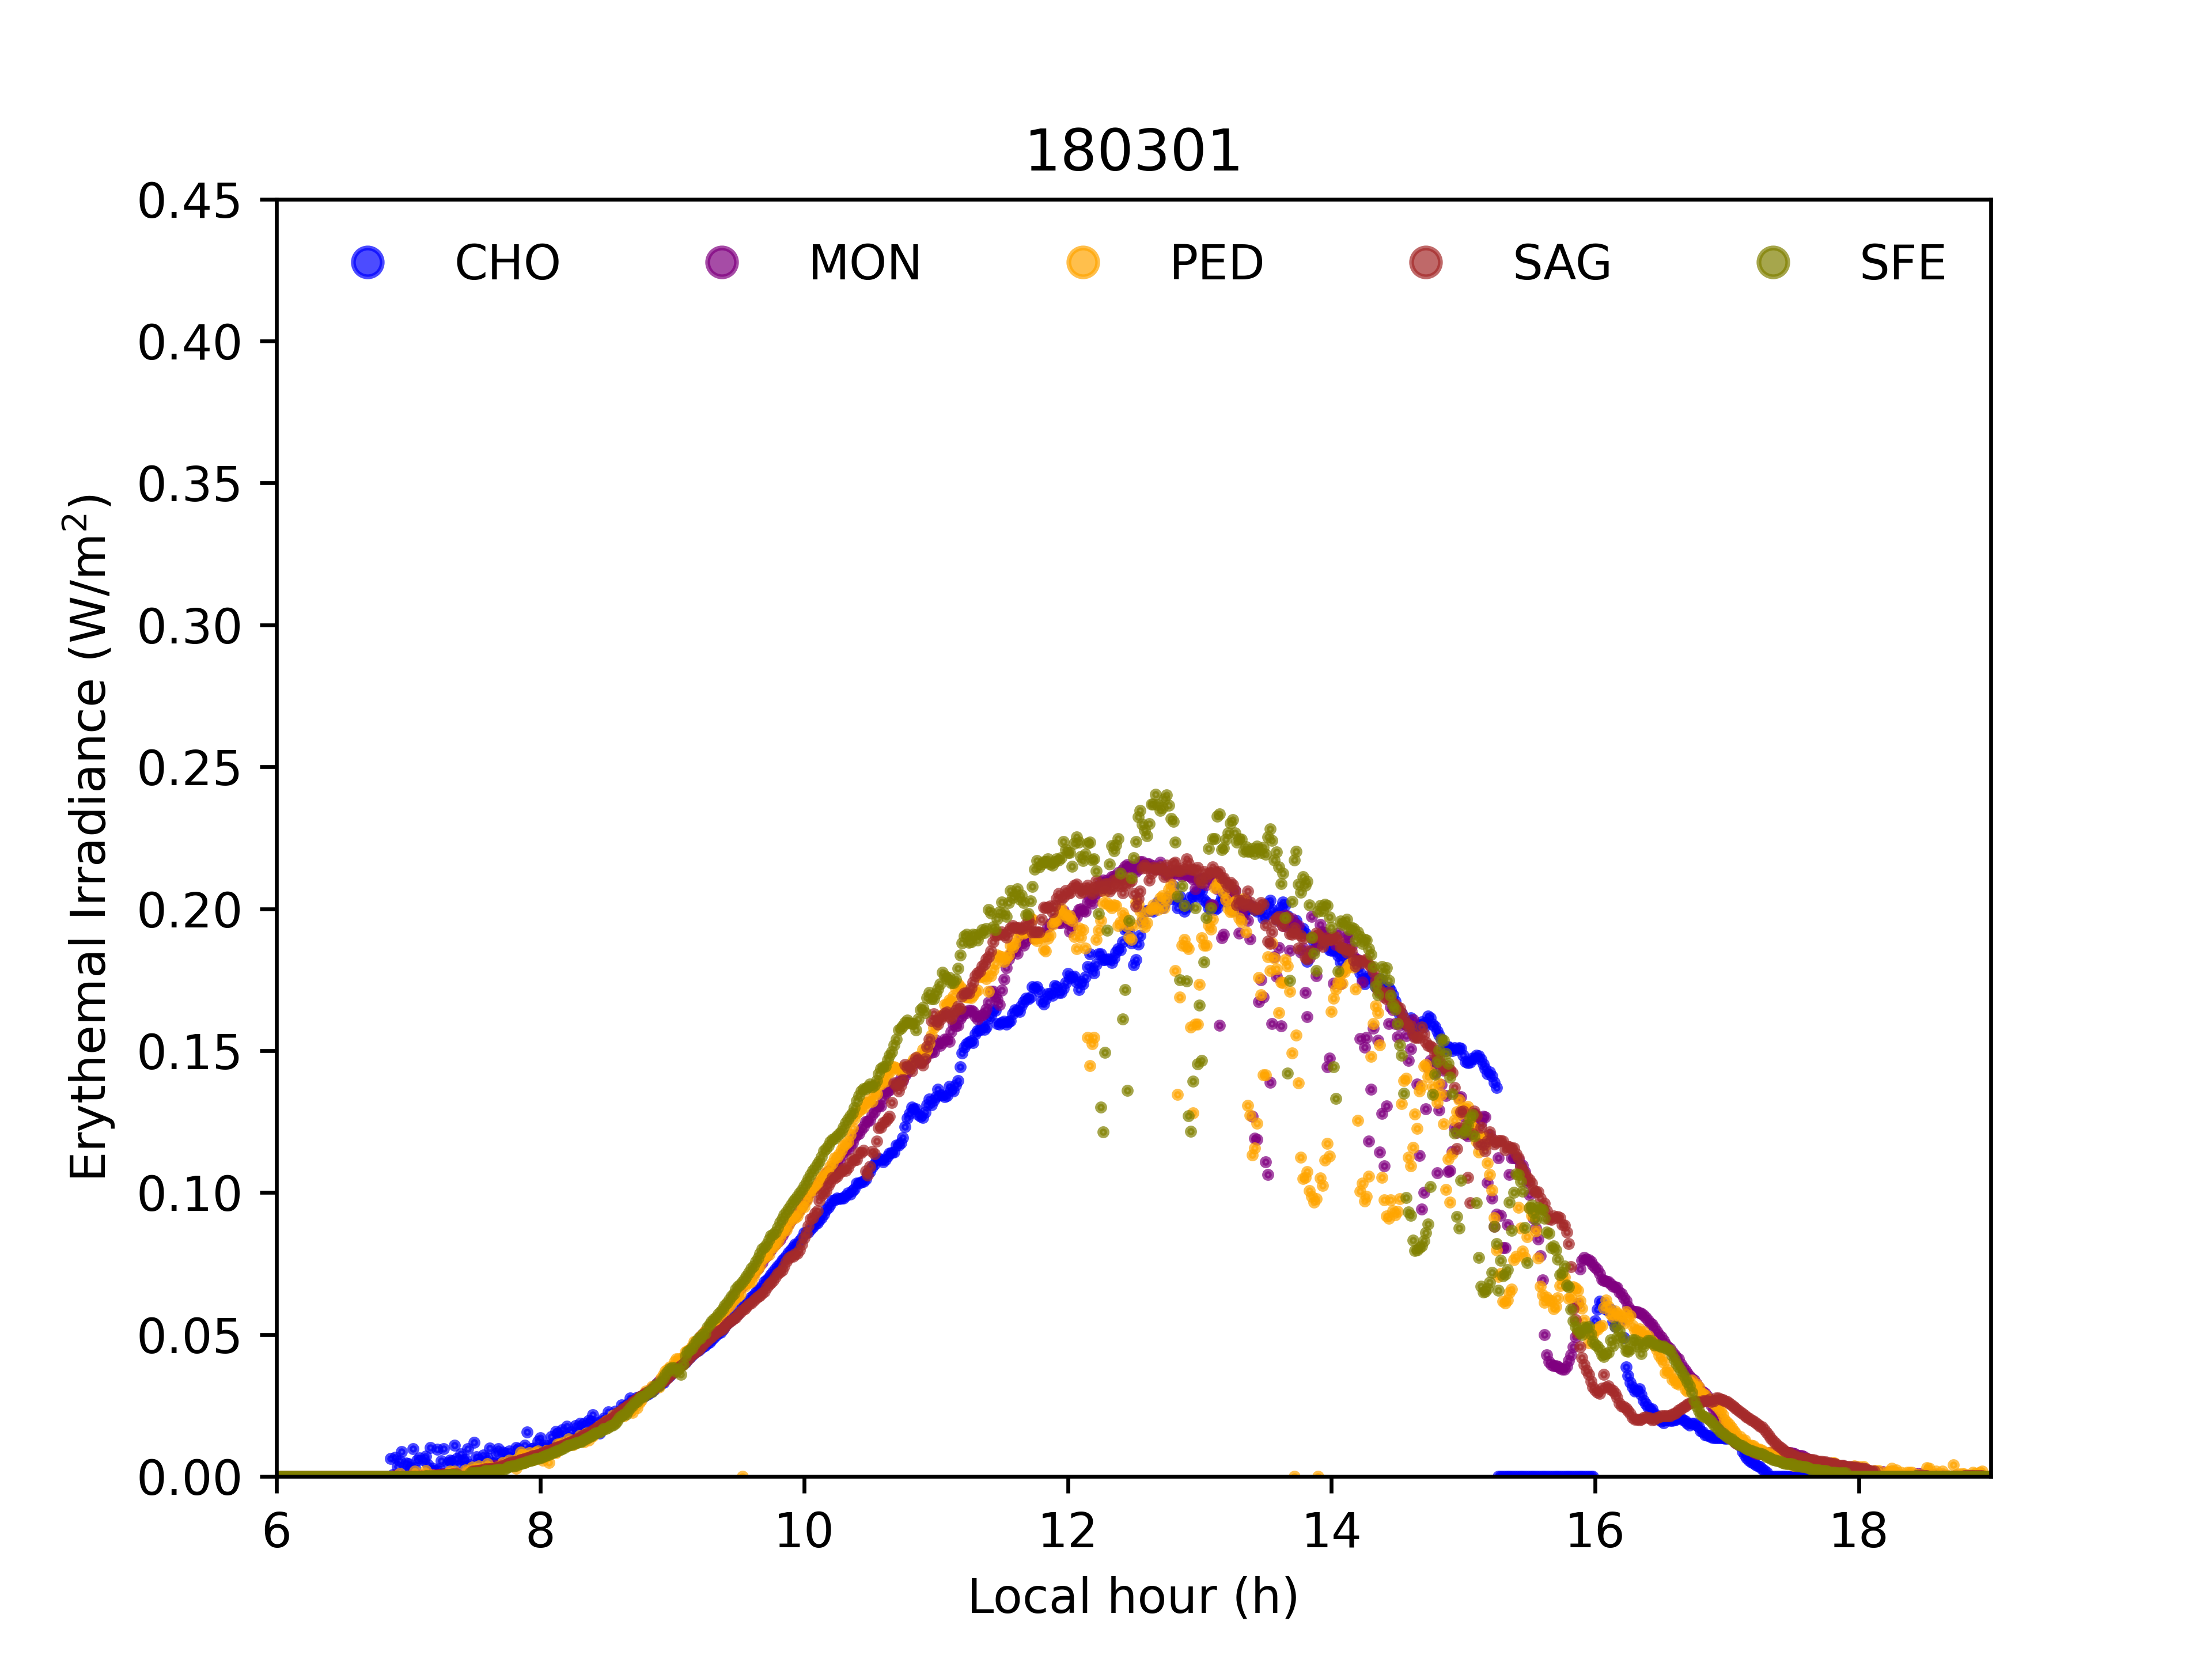 180301
0.45
CHO MON PED SAG SFE
0.40
0.35
0.30
0.25
0.20
0.15
0.10
0.05
0.00
Erythemal Irradiance (W/m²)
6 8 10 12 14 16 18
Local hour (h)